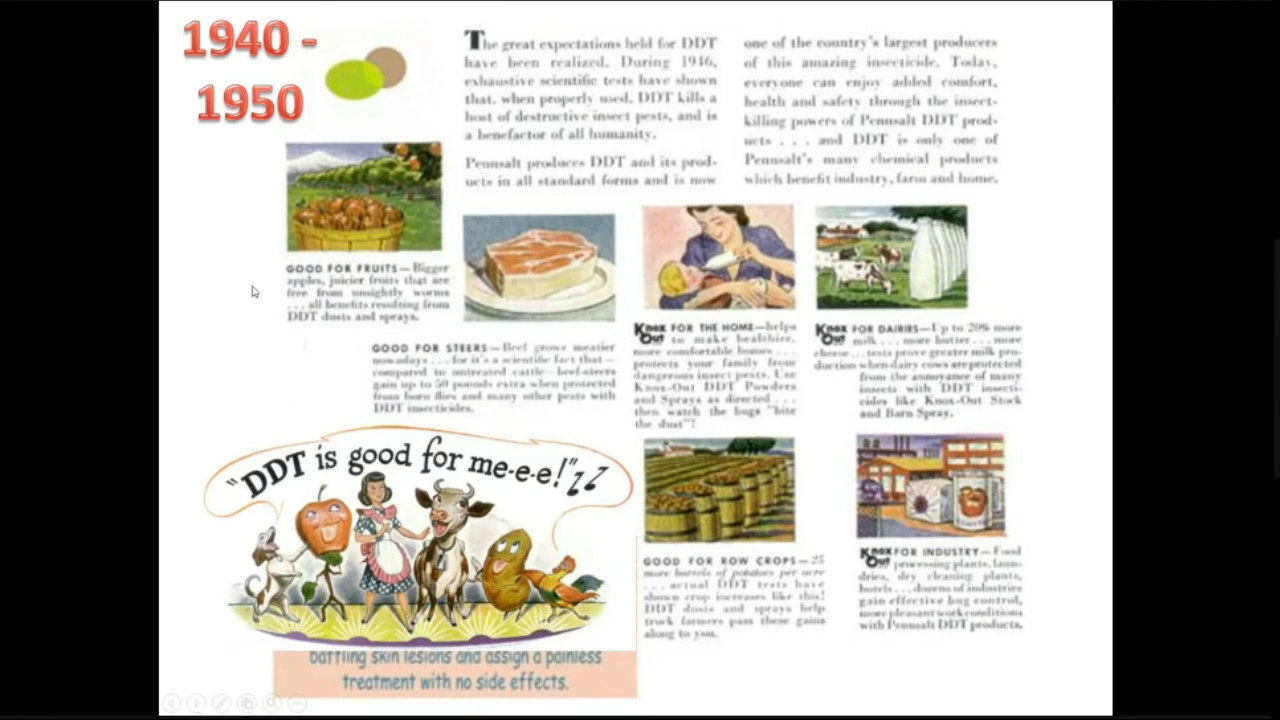 1940 -
1950
The great expectations held for DDT
have been realized. During 1946,
exhaustive scientific tests have shown
that, when properly used, DDT kills a
host of destructive insect pests, and is
a benefactor of all humanity.
Pennsalt produces DDT and its prod-
ucts in all standard forms and is now
one of the country's largest producers
of this amazing insecticide. Today,
everyone can enjoy added comfort,
health and safety through the insect-
killing powers of Pennsalt DDT prod-
ucts . . . and DDT is only one of
Pennsalt's many chemical products
which benefit industry, farm and home.
GOOD FOR FRUITS—Bigger
apples, juicier fruits that are
free from unsightly worms
. . . all benefits resulting from
DDT dusts and sprays.
GOOD FOR STEERS—Beef grows meatier
nowadays . . . for it's a scientific fact that—
compared to untreated cattle—beef-steers
gain up to 50 pounds extra when protected
from horn flies and many other pests with
DDT insecticides.
Knox Out FOR THE HOME—helps
to make healthier,
more comfortable homes . . .
protects your family from
dangerous insect pests. Use
Knox-Out DDT Powders
and Sprays as directed . . .
then watch the bugs "bite
the dust"!
Knox Out FOR DAIRIES—Up to 20% more
milk . . . more butter . . . more
cheese . . . tests prove greater milk pro-
duction when dairy cows are protected
from the annoyance of many
insects with DDT insecti-
cides like Knox-Out Stock
and Barn Spray.
"DDT is good for me-e-e!"
GOOD FOR ROW CROPS—25
more barrels of potatoes per acre
. . . actual DDT tests have
shown crop increases like this!
DDT dusts and sprays help
truck farmers pass these gains
along to you.
Knox Out FOR INDUSTRY—Food
processing plants, laun-
dries, dry cleaning plants,
hotels . . . dozens of industries
gain effective bug control,
more pleasant work conditions
with Pennsalt DDT products.
baffling skin lesions and assign a painless
treatment with no side effects.